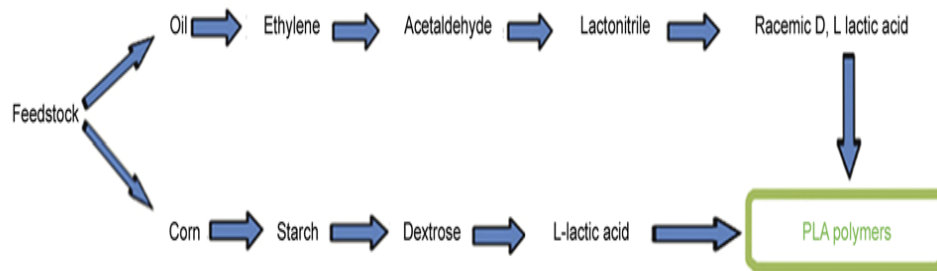 Oil Ethylene Acetaldehyde Lactonitrile Racemic D, L lactic acid
Feedstock
Corn Starch Dextrose L-lactic acid PLA polymers